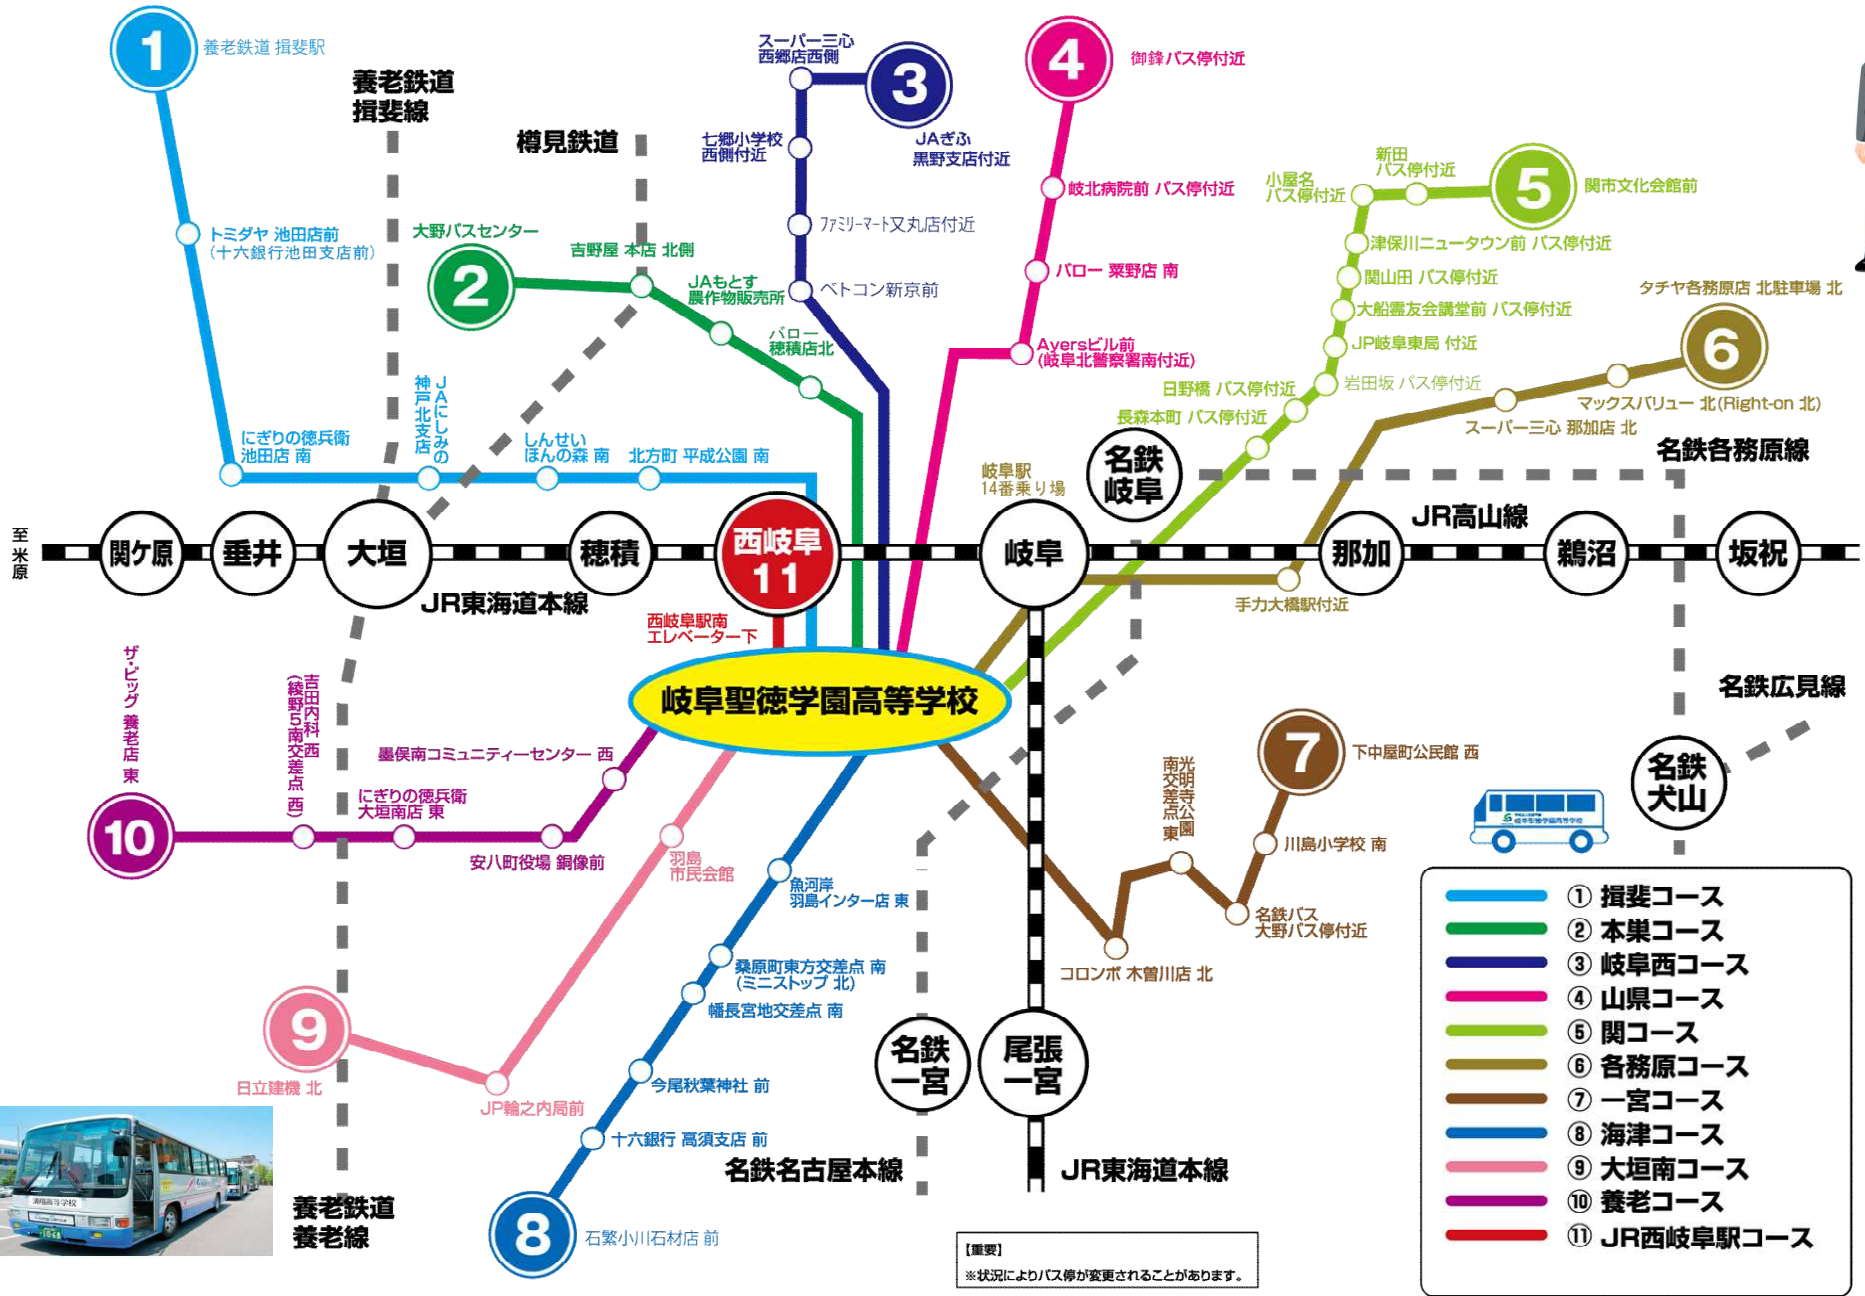 1
養老鉄道 揖斐駅
養老鉄道
揖斐線
トミダヤ 池田店前
(十六銀行池田支店前)
にぎりの徳兵衛
池田店 南
JAにしみの
神戸北支店
しんせい
ほんの森 南
北方町 平成公園 南
樽見鉄道
大野バスセンター
2
吉野屋 本店 北側
JAもとす
農作物販売所
バロー
穂積店北
スーパー三心
西郷店西側
3
JAぎふ
黒野支店付近
七郷小学校
西側付近
ファミリーマート又丸店付近
ベトコン新京前
4
御鋒バス停付近
岐北病院前 バス停付近
バロー 粟野店 南
Ayersビル前
(岐阜北警察署南付近)
5
関市文化会館前
新田
バス停付近
小屋名
バス停付近
津保川ニュータウン前 バス停付近
関山田 バス停付近
大船霊友会講堂前 バス停付近
JP岐阜東局 付近
岩田坂 バス停付近
日野橋 バス停付近
長森本町 バス停付近
タチヤ各務原店 北駐車場 北
6
マックスバリュー 北(Right-on 北)
スーパー三心 那加店 北
岐阜駅
14番乗り場
手力大橋駅付近
名鉄
岐阜
名鉄各務原線
JR高山線
至
米
原
関ケ原
垂井
大垣
穂積
西岐阜
11
岐阜
那加
鵜沼
坂祝
JR東海道本線
西岐阜駅南
エレベーター下
岐阜聖徳学園高等学校
名鉄広見線
名鉄
犬山
ザ・ビッグ 養老店 東
10
吉田内科 西
(綾野5南交差点 西)
にぎりの徳兵衛
大垣南店 東
安八町役場 銅像前
墨俣南コミュニティーセンター 西
9
日立建機 北
JP輪之内局前
羽島
市民会館
魚河岸
羽島インター店 東
桑原町東方交差点 南
(ミニストップ 北)
幡長宮地交差点 南
今尾秋葉神社 前
十六銀行 高須支店 前
8
石繁小川石材店 前
7
下中屋町公民館 西
川島小学校 南
名鉄バス
大野バス停付近
光明寺公園
南交差点 東
コロンボ 木曽川店 北
名鉄
一宮
尾張
一宮
名鉄名古屋本線
JR東海道本線
養老鉄道
養老線
岐阜聖徳学園高等学校
【重要】
※状況によりバス停が変更されることがあります。
① 揖斐コース
② 本巣コース
③ 岐阜西コース
④ 山県コース
⑤ 関コース
⑥ 各務原コース
⑦ 一宮コース
⑧ 海津コース
⑨ 大垣南コース
⑩ 養老コース
⑪ JR西岐阜駅コース